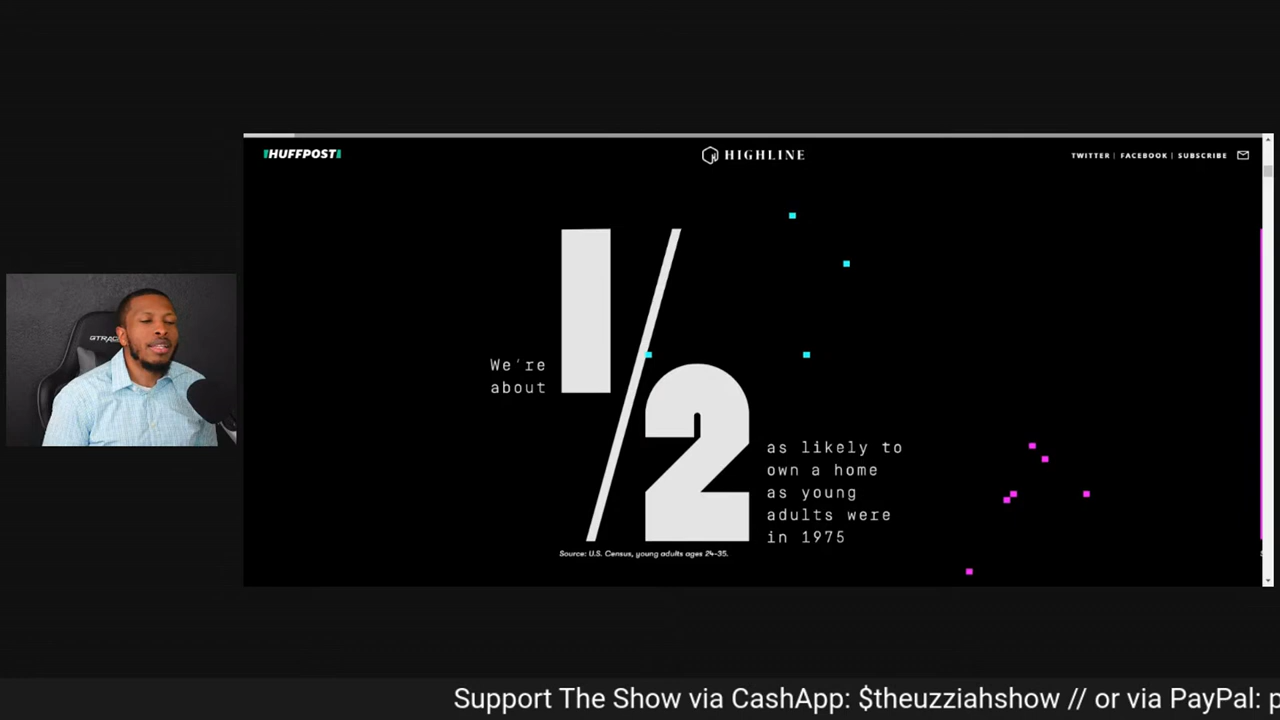 HUFFPOST
HIGHLINE
TWITTER | FACEBOOK | SUBSCRIBE
We're
about
1/2
as likely to
own a home
as young
adults were
in 1975
Source: U.S. Census, young adults ages 24–35.
GTRAC
Support The Show via CashApp: $theuzziahshow // or via PayPal: p